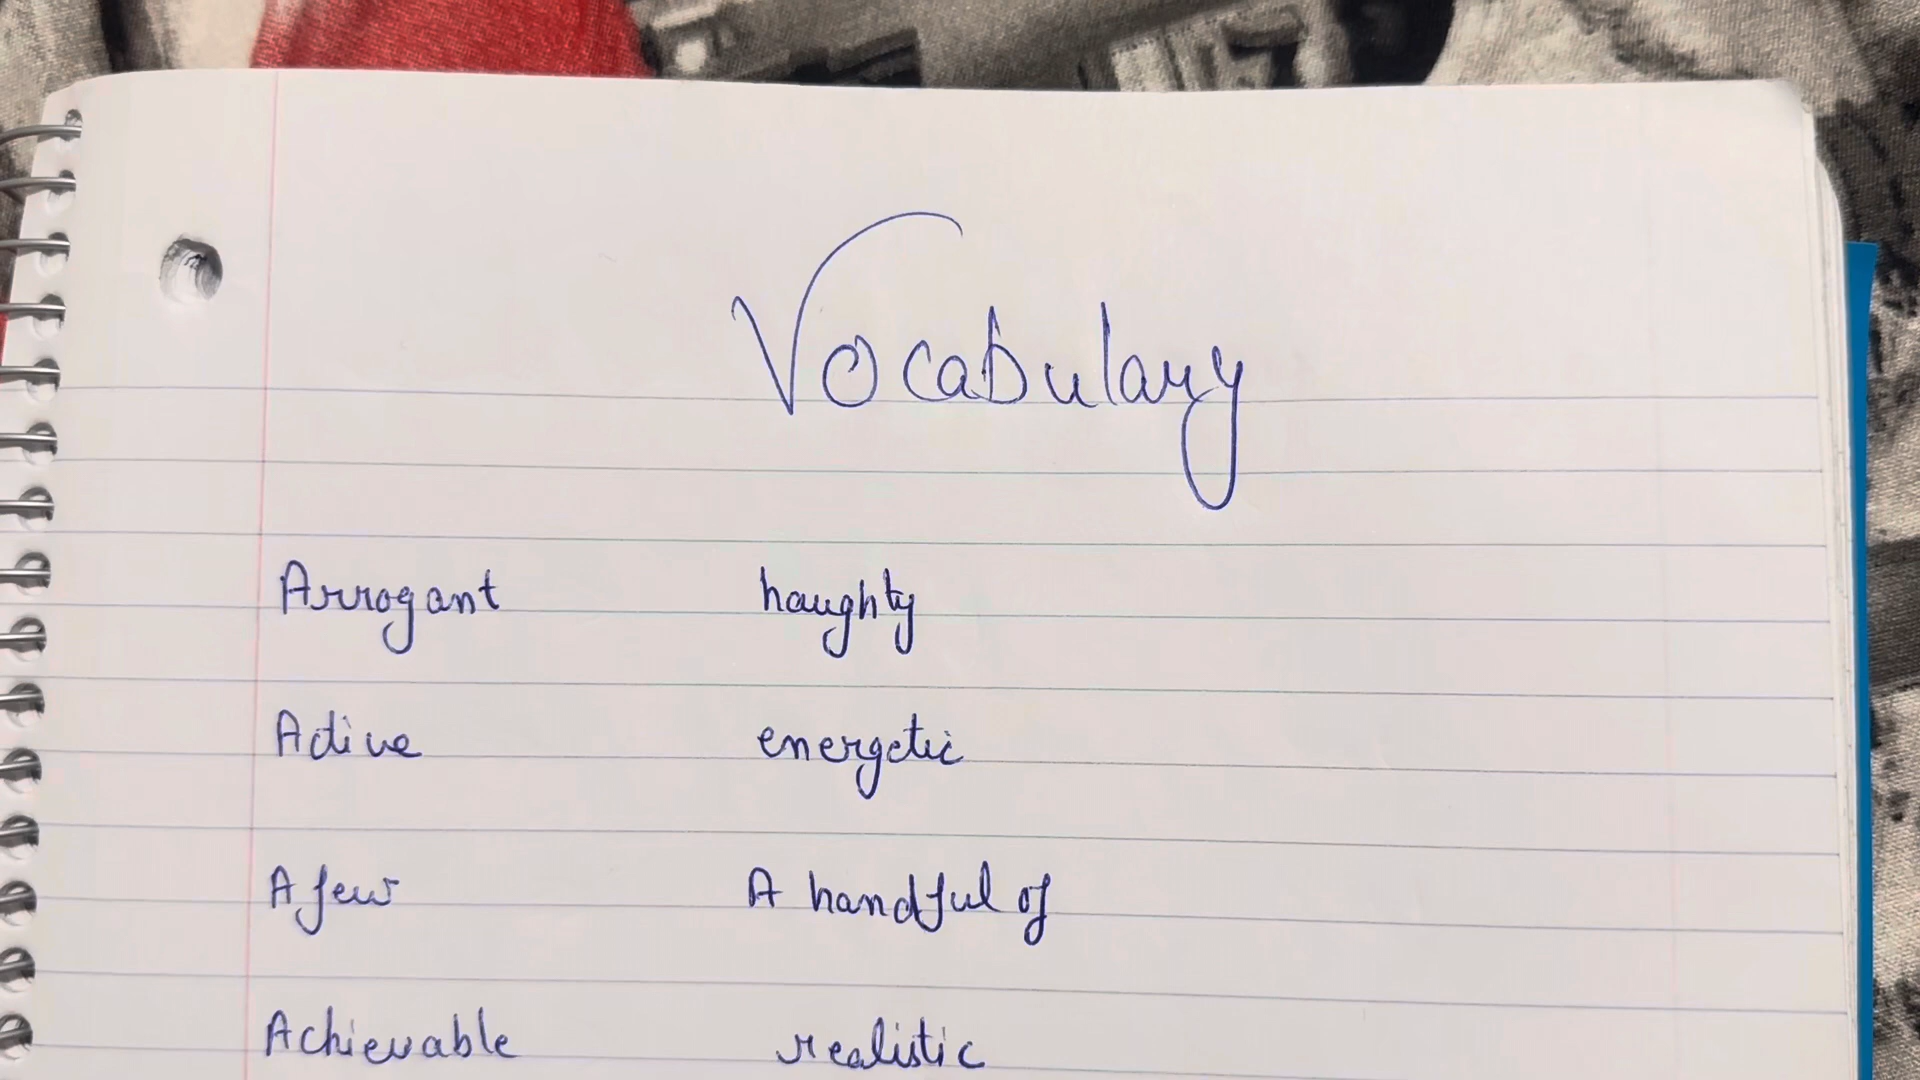 Vocabulary
Arrogant haughty
Active energetic
A few A handful of
Achievable realistic